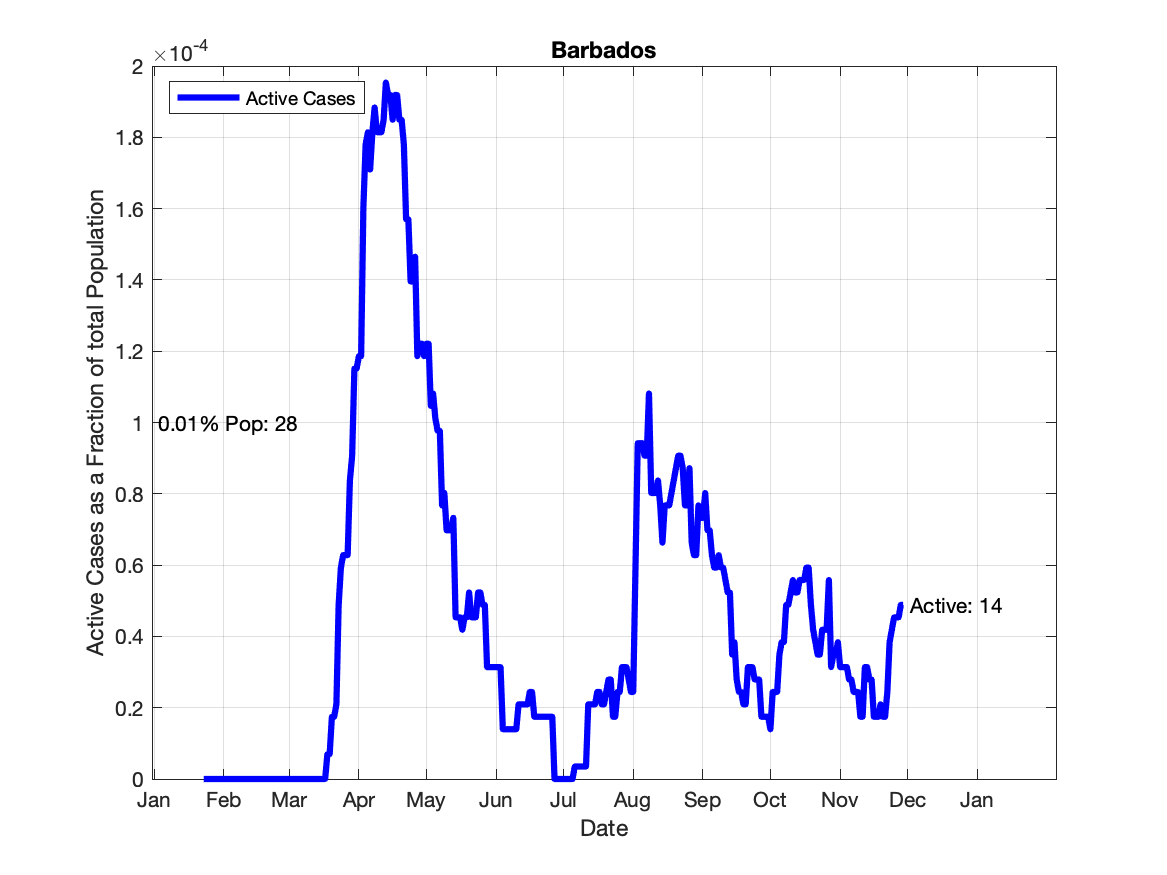 Barbados
×10⁻⁴
Active Cases
2
1.8
1.6
1.4
1.2
1
0.8
0.6
0.4
0.2
0
Active Cases as a Fraction of total Population
0.01% Pop: 28
Active: 14
Jan Feb Mar Apr May Jun Jul Aug Sep Oct Nov Dec Jan
Date